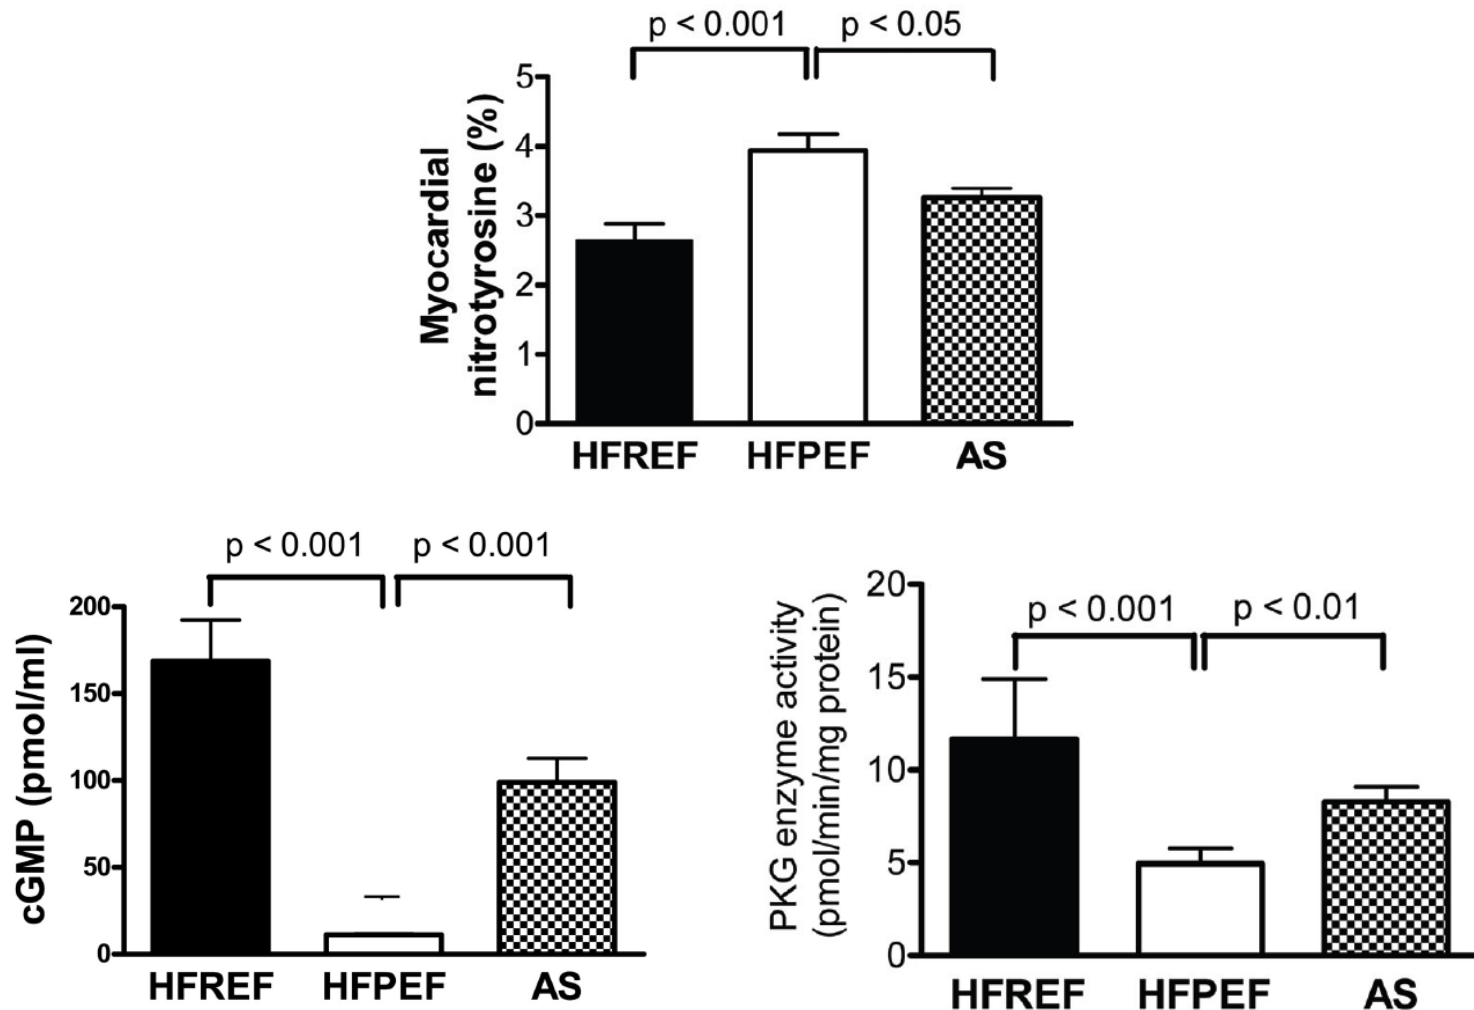 p < 0.001 p < 0.05
Myocardial
nitrotyrosine (%)
5
4
3
2
1
0
HFREF HFPEF AS
p < 0.001 p < 0.001
cGMP (pmol/ml)
200
150
100
50
0
HFREF HFPEF AS
p < 0.001 p < 0.01
PKG enzyme activity
(pmol/min/mg protein)
20
15
10
5
0
HFREF HFPEF AS